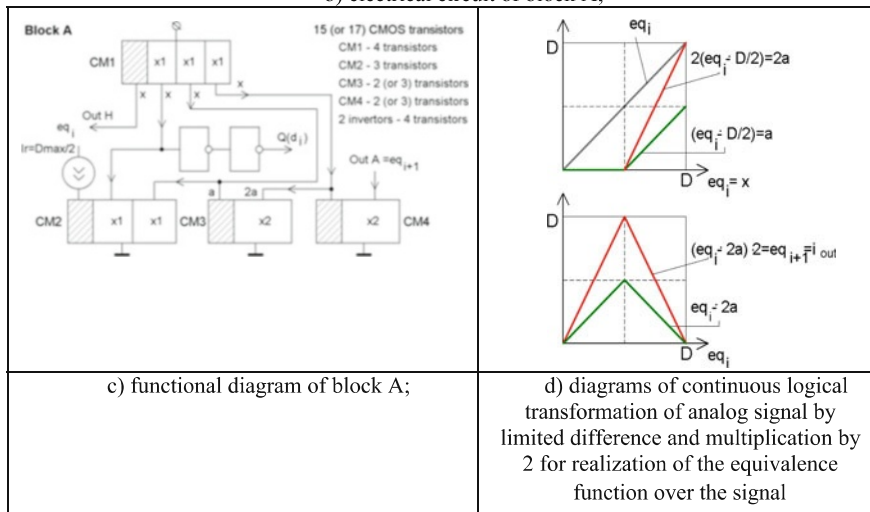 b) electrical circuit of block A;
Block A
15 (or 17) CMOS transistors
CM1 - 4 transistors
CM2 - 3 transistors
CM3 - 2 (or 3) transistors
CM4 - 2 (or 3) transistors
2 invertors - 4 transistors
CM1
x1
x1
x1
x
x
x
x
Out H
eqi
Ir=Dmax/2
Q(di)
Out A =eqi+1
a
2a
CM2
x1
x1
CM3
x2
x2
CM4
D
eqi
2(eqi - D/2)=2a
(eqi - D/2)=a
D eqi = x
D
(eqi - 2a) 2=eqi+1=i out
eqi - 2a
D eqi
c) functional diagram of block A;
d) diagrams of continuous logical
transformation of analog signal by
limited difference and multiplication by
2 for realization of the equivalence
function over the signal